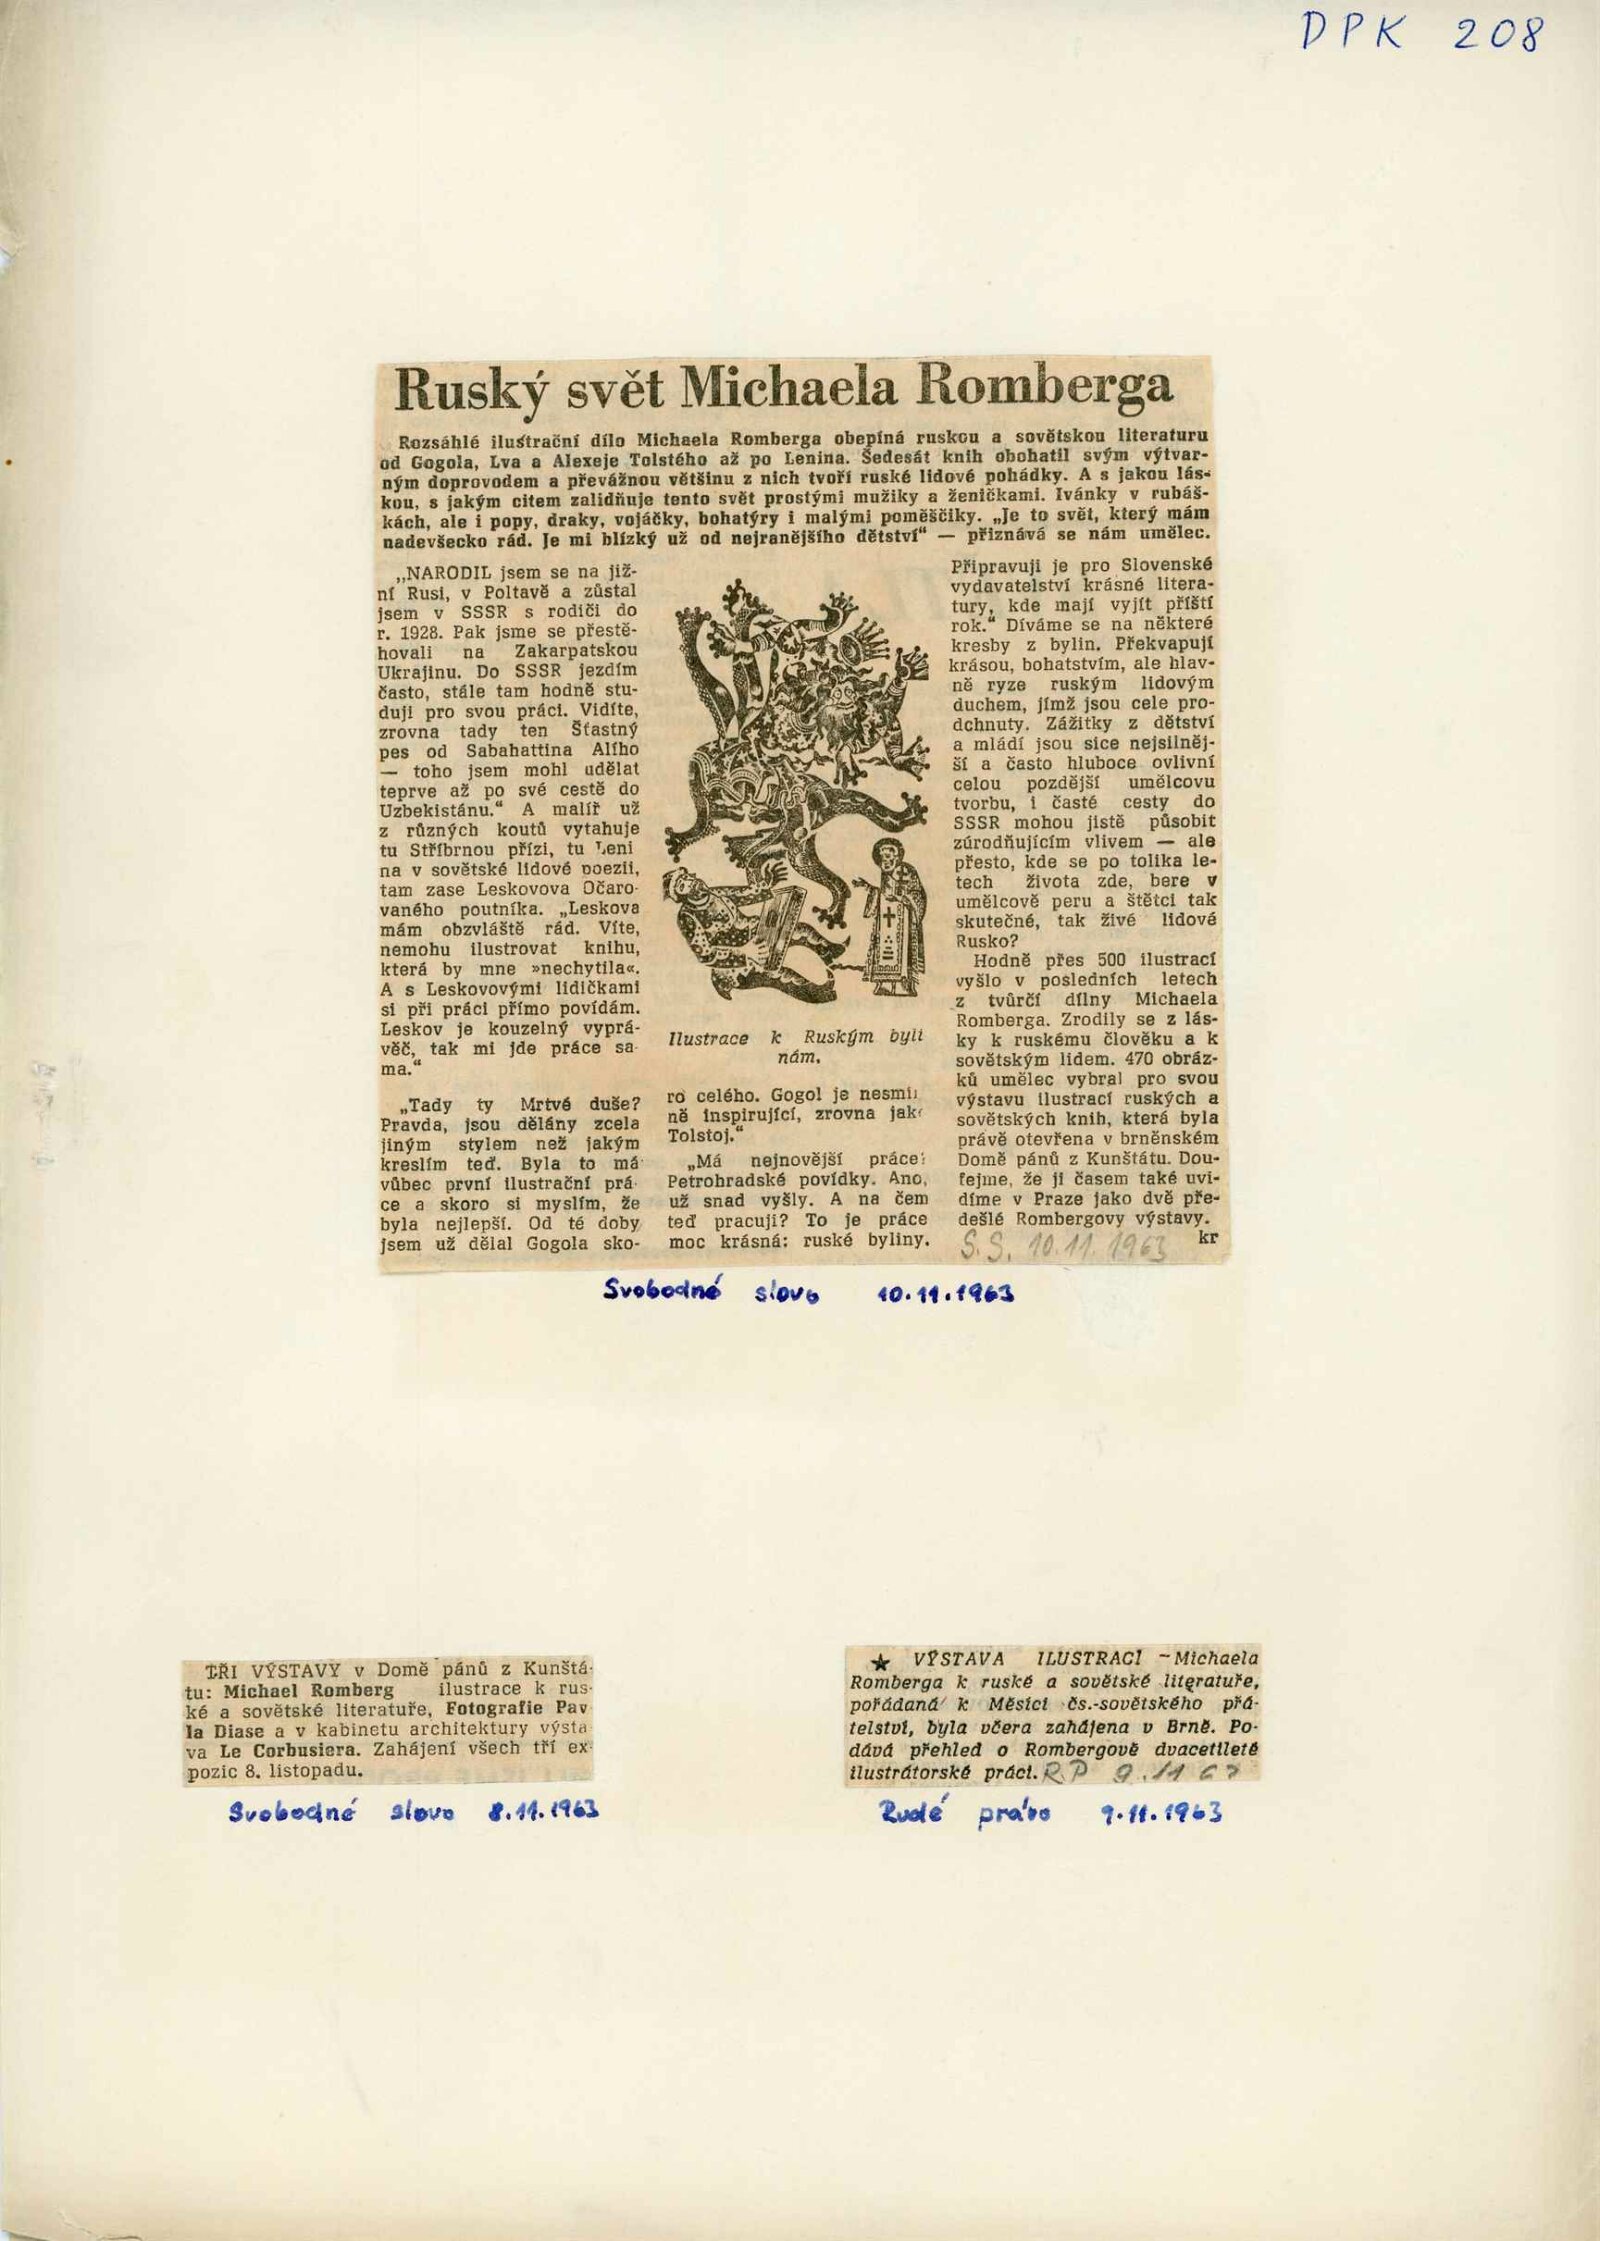 DPK 208
Ruský svět Michaela Romberga
Rozsáhlé ilustrační dílo Michaela Romberga obepíná ruskou a sovětskou literaturu
od Gogola, Lva a Alexeje Tolstého až po Lenina. Šedesát knih obohatil svým výtvar-
ným doprovodem a převážnou většinu z nich tvoří ruské lidové pohádky. A s jakou lás-
kou, s jakým citem zalidňuje tento svět prostými mužiky a ženičkami. Ivánky v rubáš-
kách, ale i popy, draky, vojáčky, bohatýry i malými poměščiky. „Je to svět, který mám
nadevšecko rád. Je mi blízký už od nejranějšího dětství“ — přiznává se nám umělec.
„NARODIL jsem se na již-
ní Rusi, v Poltavě a zůstal
jsem v SSSR s rodiči do
r. 1928. Pak jsme se přestě-
hovali na Zakarpatskou
Ukrajinu. Do SSSR jezdím
často, stále tam hodně stu-
duji pro svou práci. Vidíte,
zrovna tady ten Šťastný
pes od Sabahattina Alího
— toho jsem mohl udělat
teprve až po své cestě do
Uzbekistánu.“ A malíř už
z různých koutů vytahuje
tu Stříbrnou přízi, tu Leni
na v sovětské lidové poezii,
tam zase Leskovova Očaro-
vaného poutníka. „Leskova
mám obzvláště rád. Víte,
nemohu ilustrovat knihu,
která by mne »nechytila«.
A s Leskovovými lidičkami
si při práci přímo povídám.
Leskov je kouzelný vyprá-
věč, tak mi jde práce sa-
ma.“
„Tady ty Mrtvé duše?
Pravda, jsou dělány zcela
jiným stylem než jakým
kreslím teď. Byla to má
vůbec první ilustrační prá-
ce a skoro si myslím, že
byla nejlepší. Od té doby
jsem už dělal Gogola sko-
Ilustrace k Ruským byli
nám.
ro celého. Gogol je nesmí
ně inspirující, zrovna jako
Tolstoj.“
„Má nejnovější práce?
Petrohradské povídky. Ano,
už snad vyšly. A na čem
teď pracuji? To je práce
moc krásná: ruské byliny.
Připravuji je pro Slovenské
vydavatelství krásné litera-
tury, kde mají vyjít příští
rok.“ Díváme se na některé
kresby z bylin. Překvapují
krásou, bohatstvím, ale hlav-
ně ryze ruským lidovým
duchem, jímž jsou cele pro-
dchnuty. Zážitky z dětství
a mládí jsou sice nejsilněj-
ší a často hluboce ovlivní
celou pozdější umělcovu
tvorbu, i časté cesty do
SSSR mohou jistě působit
zúrodňujícím vlivem — ale
přesto, kde se po tolika le-
tech života zde, bere v
umělcově peru a štětci tak
skutečné, tak živé lidové
Rusko?
Hodně přes 500 ilustrací
vyšlo v posledních letech
z tvůrčí dílny Michaela
Romberga. Zrodily se z lás-
ky k ruskému člověku a k
sovětským lidem. 470 obráz-
ků umělec vybral pro svou
výstavu ilustrací ruských a
sovětských knih, která byla
právě otevřena v brněnském
Domě pánů z Kunštátu. Dou-
fejme, že ji časem také uvi-
díme v Praze jako dvě pře-
dešlé Rombergovy výstavy.
S. S. 10.11.1963 kr
Svobodné slovo 10.11.1963
TŘI VÝSTAVY v Domě pánů z Kunštá-
tu: Michael Romberg ilustrace k rus-
ké a sovětské literatuře, Fotografie Pav
la Diase a v kabinetu architektury výsta
va Le Corbusiera. Zahájení všech tří ex-
pozic 8. listopadu.
Svobodné slovo 8.11.1963
★ VÝSTAVA ILUSTRACÍ - Michaela
Romberga k ruské a sovětské literatuře,
pořádaná k Měsíci čs.-sovětského přá-
telství, byla včera zahájena v Brně. Po-
dává přehled o Rombergově dvacetileté
ilustrátorské práci. RP 9.11 63
Rudé právo 9.11.1963